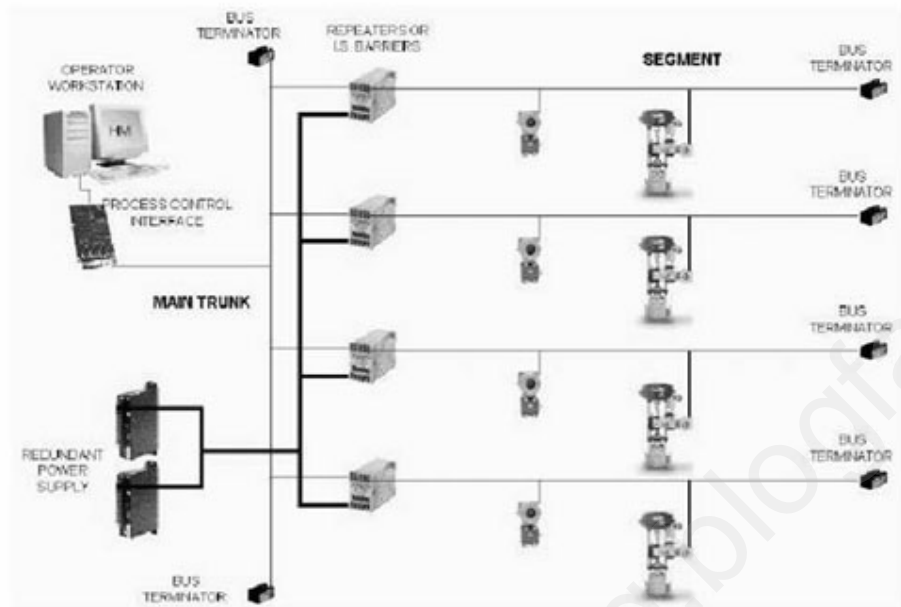 BUS
TERMINATOR
REPEATERS OR
I.S. BARRIERS
SEGMENT
BUS
TERMINATOR
OPERATOR
WORKSTATION
HMI
PROCESS CONTROL
INTERFACE
BUS
TERMINATOR
MAIN TRUNK
BUS
TERMINATOR
REDUNDANT
POWER
SUPPLY
BUS
TERMINATOR
BUS
TERMINATOR